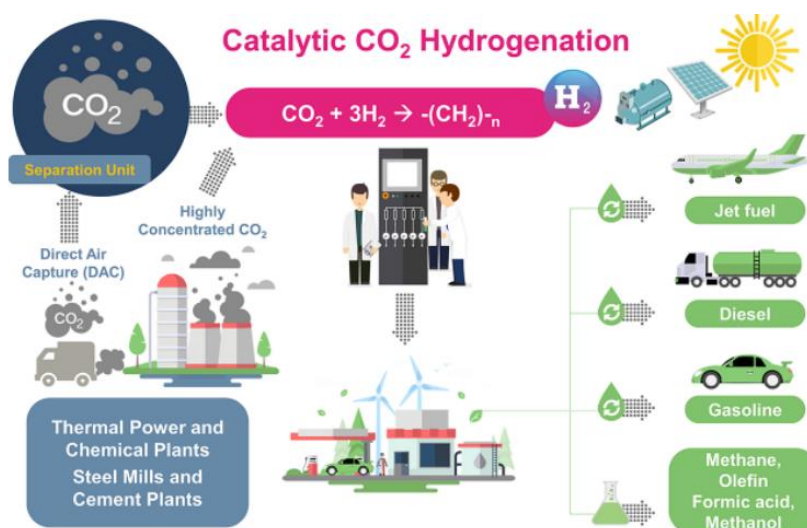 Catalytic CO₂ Hydrogenation
CO₂
CO₂ + 3H₂ → -(CH₂)-ₙ
H₂
Separation Unit
Highly
Concentrated CO₂
Direct Air
Capture (DAC)
CO₂
Thermal Power and
Chemical Plants
Steel Mills and
Cement Plants
Jet fuel
Diesel
Gasoline
Methane,
Olefin
Formic acid,
Methanol